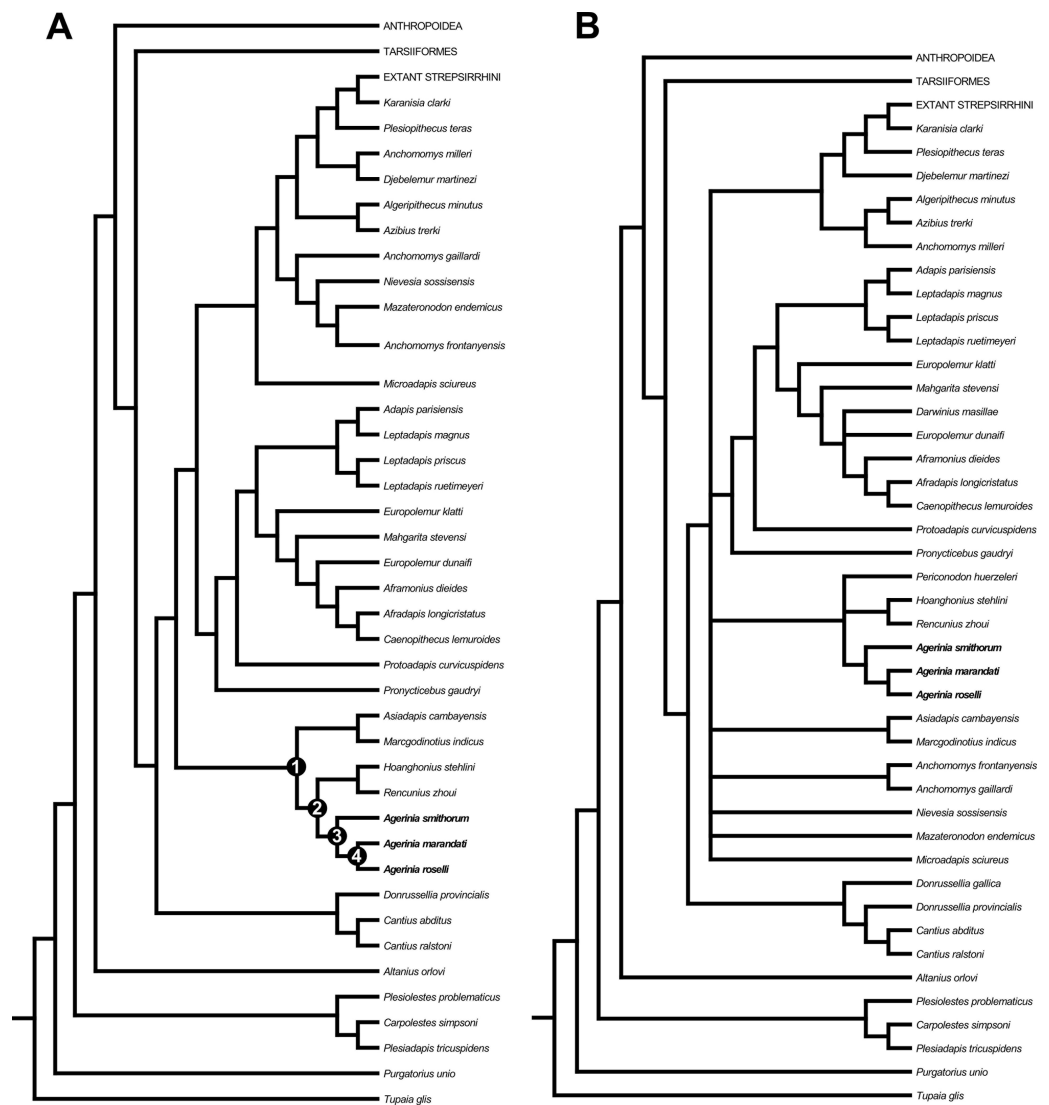 A
ANTHROPOIDEA
TARSIIFORMES
EXTANT STREPSIRRHINI
Karanisia clarki
Plesiopithecus teras
Anchomomys milleri
Djebelemur martinezi
Algeripithecus minutus
Azibius trerki
Anchomomys gaillardi
Nievesia sossisensis
Mazateronodon endemicus
Anchomomys frontanyensis
Microadapis sciureus
Adapis parisiensis
Leptadapis magnus
Leptadapis priscus
Leptadapis ruetimeyeri
Europolemur klatti
Mahgarita stevensi
Europolemur dunaifi
Aframonius dieides
Afradapis longicristatus
Caenopithecus lemuroides
Protoadapis curvicuspidens
Pronycticebus gaudryi
Asiadapis cambayensis
Marcgodinotius indicus
1
Hoanghonius stehlini
Rencunius zhoui
2
Agerinia smithorum
3
Agerinia marandati
4
Agerinia roselli
Donrussellia provincialis
Cantius abditus
Cantius ralstoni
Altanius orlovi
Plesiolestes problematicus
Carpolestes simpsoni
Plesiadapis tricuspidens
Purgatorius unio
Tupaia glis
B
ANTHROPOIDEA
TARSIIFORMES
EXTANT STREPSIRRHINI
Karanisia clarki
Plesiopithecus teras
Djebelemur martinezi
Algeripithecus minutus
Azibius trerki
Anchomomys milleri
Adapis parisiensis
Leptadapis magnus
Leptadapis priscus
Leptadapis ruetimeyeri
Europolemur klatti
Mahgarita stevensi
Darwinius masillae
Europolemur dunaifi
Aframonius dieides
Afradapis longicristatus
Caenopithecus lemuroides
Protoadapis curvicuspidens
Pronycticebus gaudryi
Periconodon huerzeleri
Hoanghonius stehlini
Rencunius zhoui
Agerinia smithorum
Agerinia marandati
Agerinia roselli
Asiadapis cambayensis
Marcgodinotius indicus
Anchomomys frontanyensis
Anchomomys gaillardi
Nievesia sossisensis
Mazateronodon endemicus
Microadapis sciureus
Donrussellia gallica
Donrussellia provincialis
Cantius abditus
Cantius ralstoni
Altanius orlovi
Plesiolestes problematicus
Carpolestes simpsoni
Plesiadapis tricuspidens
Purgatorius unio
Tupaia glis